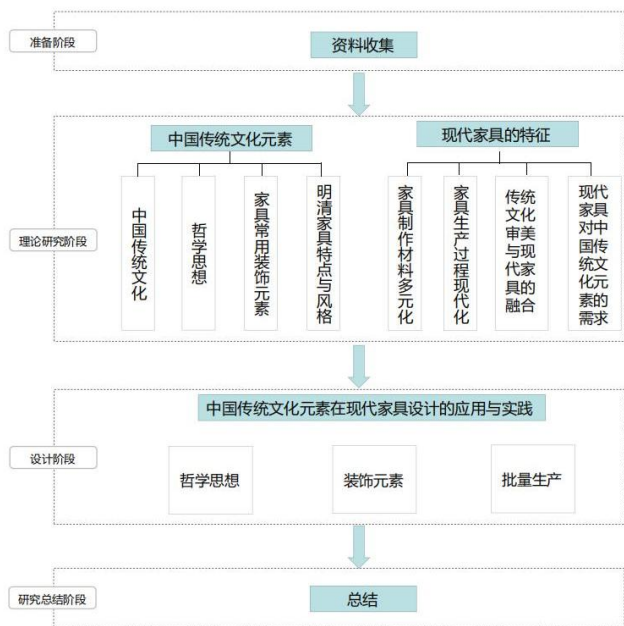 准备阶段
资料收集
理论研究阶段
中国传统文化元素
现代家具的特征
中国传统文化
哲学思想
家具常用装饰元素
明清家具特点与风格
家具制作材料多元化
家具生产过程现代化
传统
文化
审美
与现
代家
具的
融合
现代
家具
对中
国传
统文
化元
素的
需求
设计阶段
中国传统文化元素在现代家具设计的应用与实践
哲学思想
装饰元素
批量生产
研究总结阶段
总结